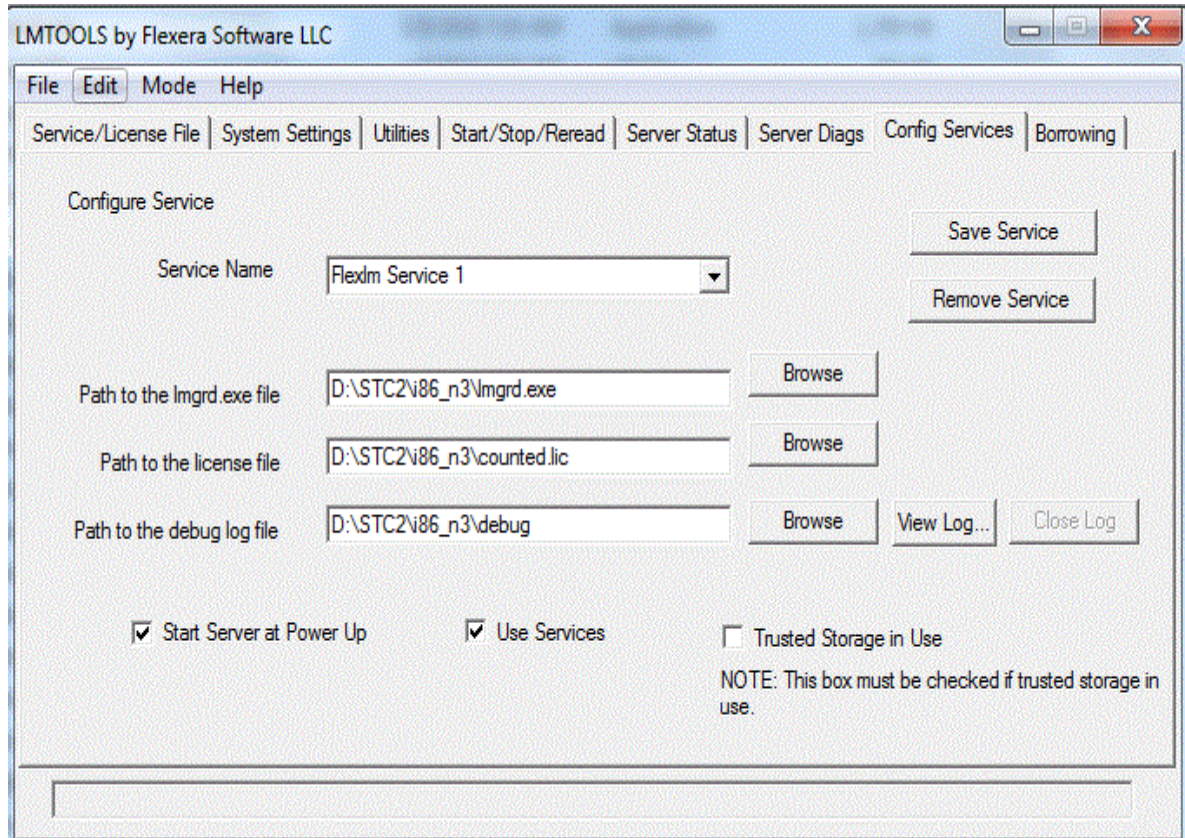 LMTOOLS by Flexera Software LLC
File Edit Mode Help
Service/License File System Settings Utilities Start/Stop/Reread Server Status Server Diags Config Services Borrowing
Configure Service
Save Service
Service Name Flexlm Service 1
Remove Service
Path to the lmgrd.exe file D:\STC2\i86_n3\lmgrd.exe Browse
Path to the license file D:\STC2\i86_n3\counted.lic Browse
Path to the debug log file D:\STC2\i86_n3\debug Browse View Log... Close Log
Start Server at Power Up Use Services Trusted Storage in Use
NOTE: This box must be checked if trusted storage in
use.